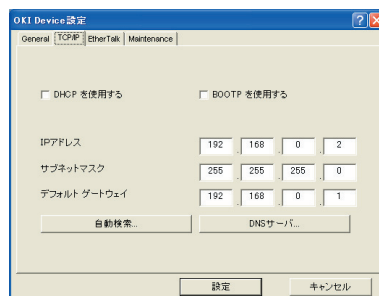 OKI Device設定
General TCP/IP EtherTalk Maintenance
DHCP を使用する BOOTP を使用する
IPアドレス 192 . 168 . 0 . 2
サブネットマスク 255 . 255 . 255 . 0
デフォルト ゲートウェイ 192 . 168 . 0 . 1
自動検索... DNSサーバ...
設定 キャンセル